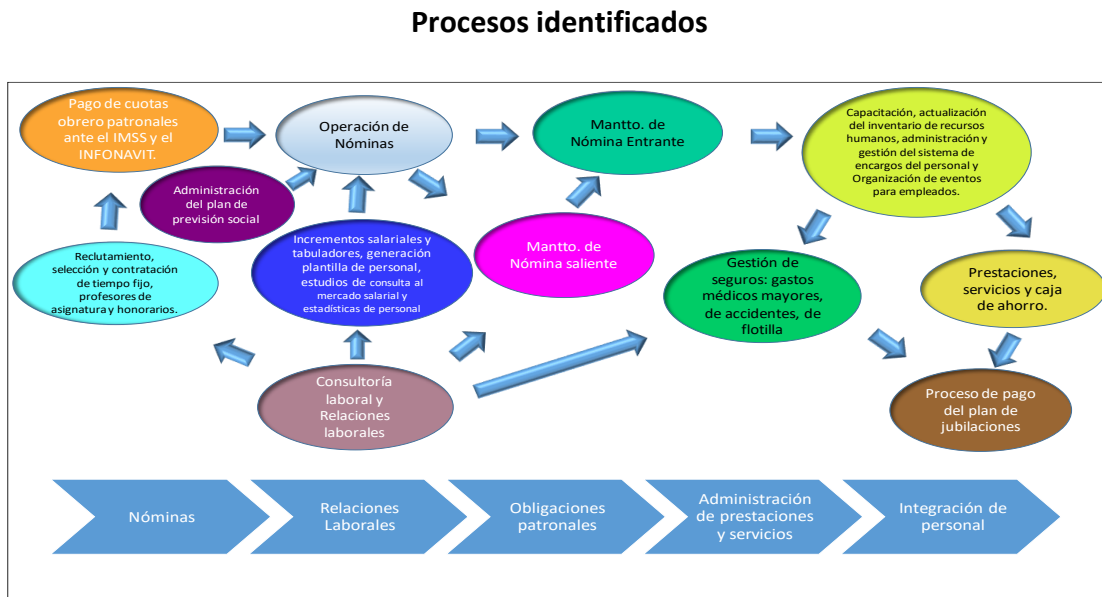 Procesos identificados
Pago de cuotas
obrero patronales
ante el IMSS y el
INFONAVIT.
Operación de
Nóminas
Mantto. de
Nómina Entrante
Capacitación, actualización
del inventario de recursos
humanos, administración y
gestión del sistema de
encargos del personal y
Organización de eventos
para empleados.
Administración
del plan de
previsión social
Reclutamiento,
selección y contratación
de tiempo fijo,
profesores de
asignatura y honorarios.
Incrementos salariales y
tabuladores, generación
plantilla de personal,
estudios de consulta al
mercado salarial y
estadísticas de personal
Mantto. de
Nómina saliente
Gestión de
seguros: gastos
médicos mayores,
de accidentes, de
flotilla
Prestaciones,
servicios y caja
de ahorro.
Consultoría
laboral y
Relaciones
laborales
Proceso de pago
del plan de
jubilaciones
Nóminas
Relaciones
Laborales
Obligaciones
patronales
Administración
de prestaciones
y servicios
Integración de
personal